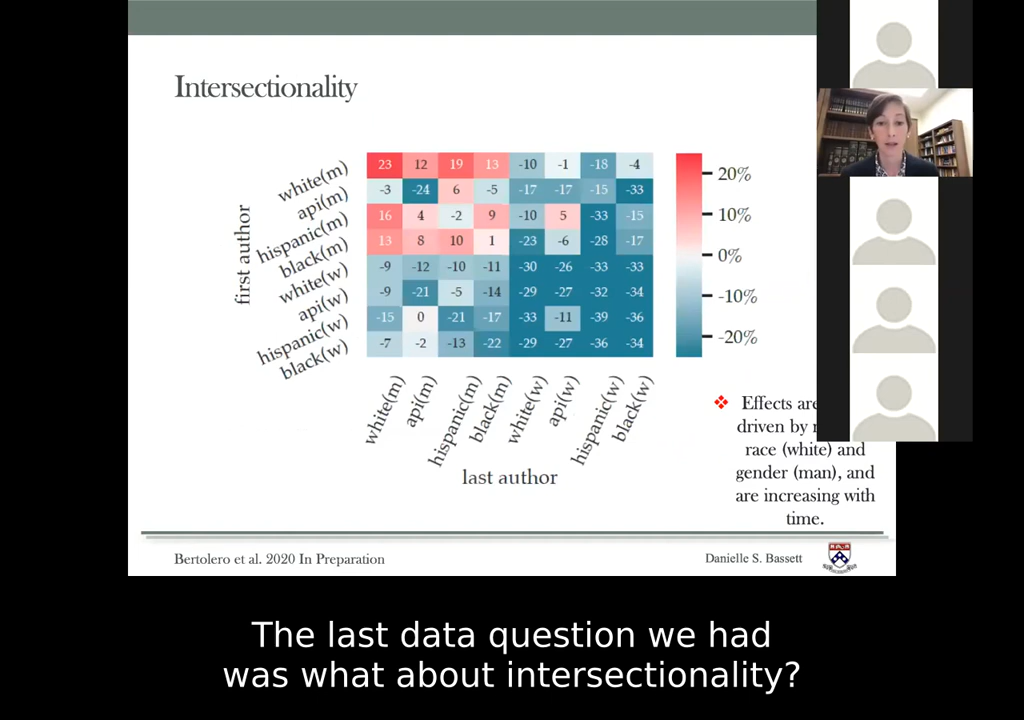 Intersectionality
first author
white(m)
api(m)
hispanic(m)
black(m)
white(w)
api(w)
hispanic(w)
black(w)
23 12 19 13 -10 -1 -18 -4
-3 -24 6 -5 -17 -17 -15 -33
16 4 -2 9 -10 5 -33 -15
13 8 10 1 -23 -6 -28 -17
-9 -12 -10 -11 -30 -26 -33 -33
-9 -21 -5 -14 -29 -27 -32 -34
-15 0 -21 -17 -33 -11 -39 -36
-7 -2 -13 -22 -29 -27 -36 -34
white(m) api(m) hispanic(m) black(m) white(w) api(w) hispanic(w) black(w)
last author
20%
10%
0%
-10%
-20%
Effects are
driven by
race (white) and
gender (man), and
are increasing with
time.
Bertolero et al. 2020 In Preparation
Danielle S. Bassett
The last data question we had
was what about intersectionality?